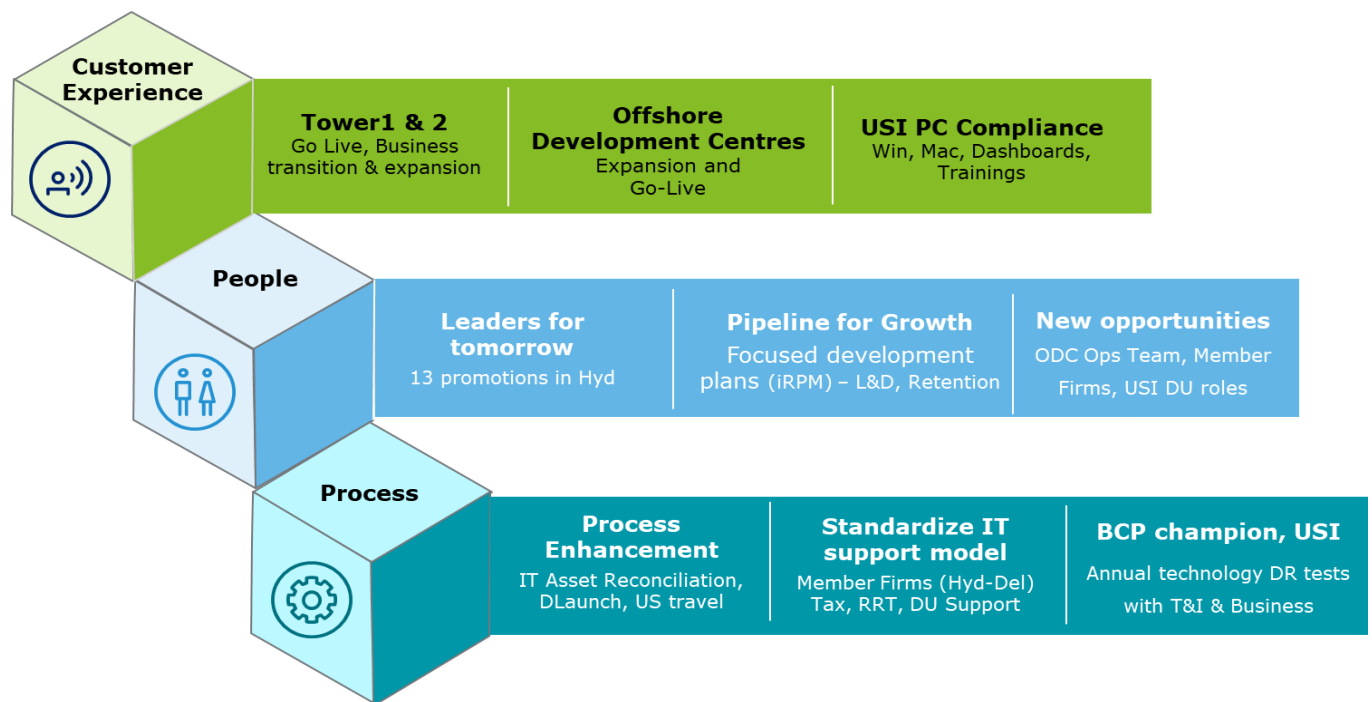 Customer
Experience
Tower1 & 2
Go Live, Business
transition & expansion
Offshore
Development Centres
Expansion and
Go-Live
USI PC Compliance
Win, Mac, Dashboards,
Trainings
People
Leaders for
tomorrow
13 promotions in Hyd
Pipeline for Growth
Focused development
plans (iRPM) – L&D, Retention
New opportunities
ODC Ops Team, Member
Firms, USI DU roles
Process
Process
Enhancement
IT Asset Reconciliation,
DLaunch, US travel
Standardize IT
support model
Member Firms (Hyd-Del)
Tax, RRT, DU Support
BCP champion, USI
Annual technology DR tests
with T&I & Business